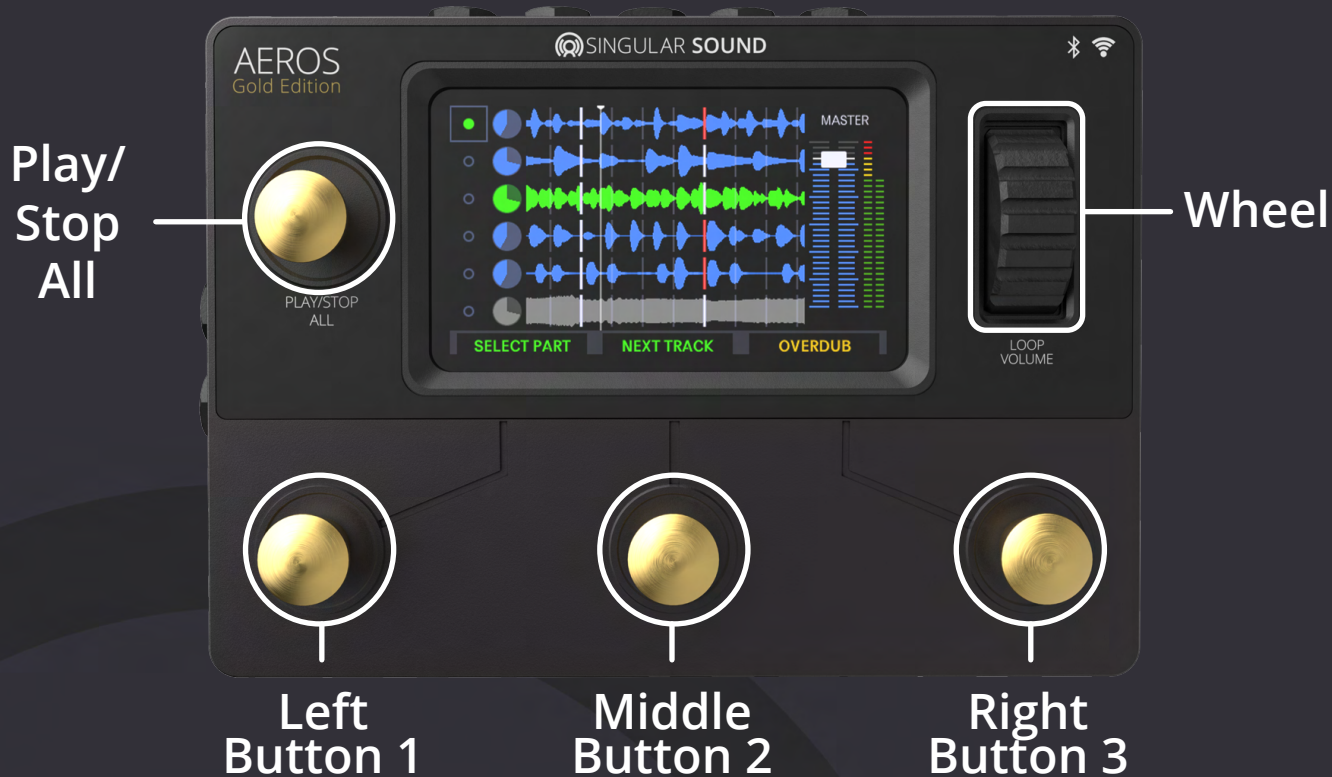 AEROS
Gold Edition
SINGULAR SOUND
MASTER
SELECT PART
NEXT TRACK
OVERDUB
PLAY/STOP
ALL
LOOP
VOLUME
Play/
Stop
All
Wheel
Left
Button 1
Middle
Button 2
Right
Button 3